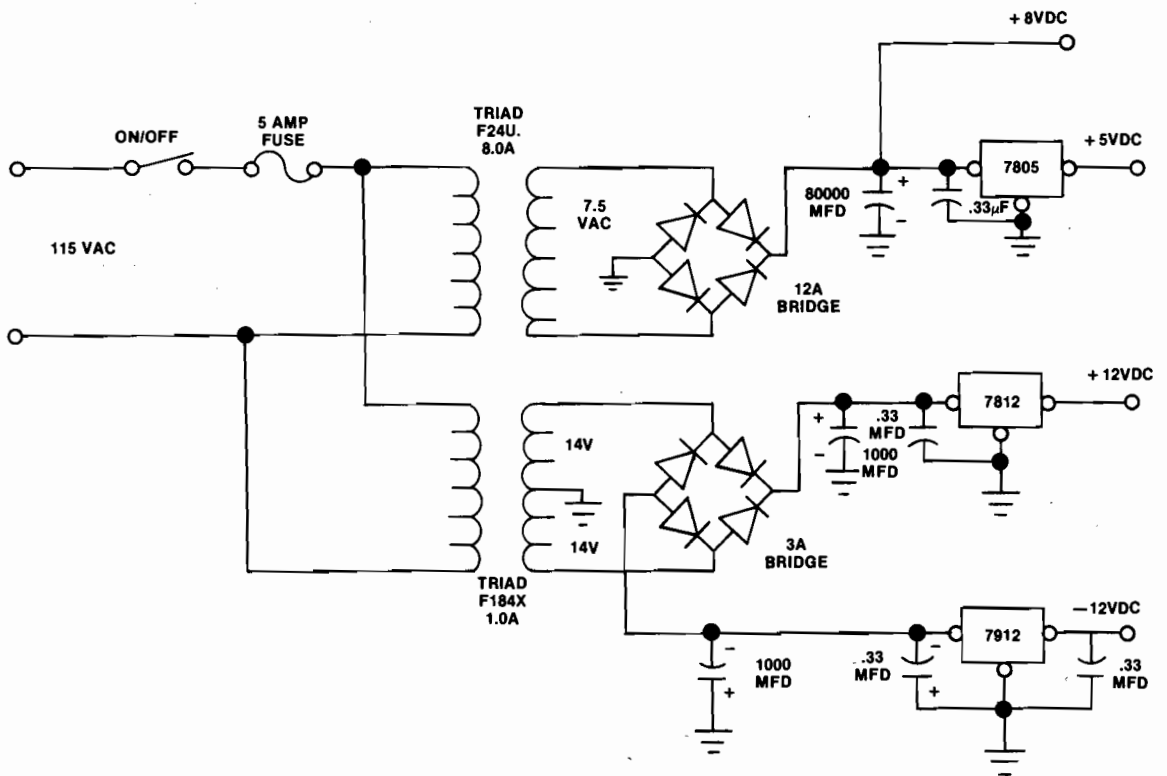 +8VDC
TRIAD
F24U.
8.0A
5 AMP
FUSE
ON/OFF
+5VDC
7805
7.5
VAC
80000
MFD
+
-
.33µF
115 VAC
12A
BRIDGE
+12VDC
7812
14V
+
-
.33
MFD
1000
MFD
14V
3A
BRIDGE
TRIAD
F184X
1.0A
-12VDC
7912
-
+
1000
MFD
.33
MFD
-
+
.33
MFD